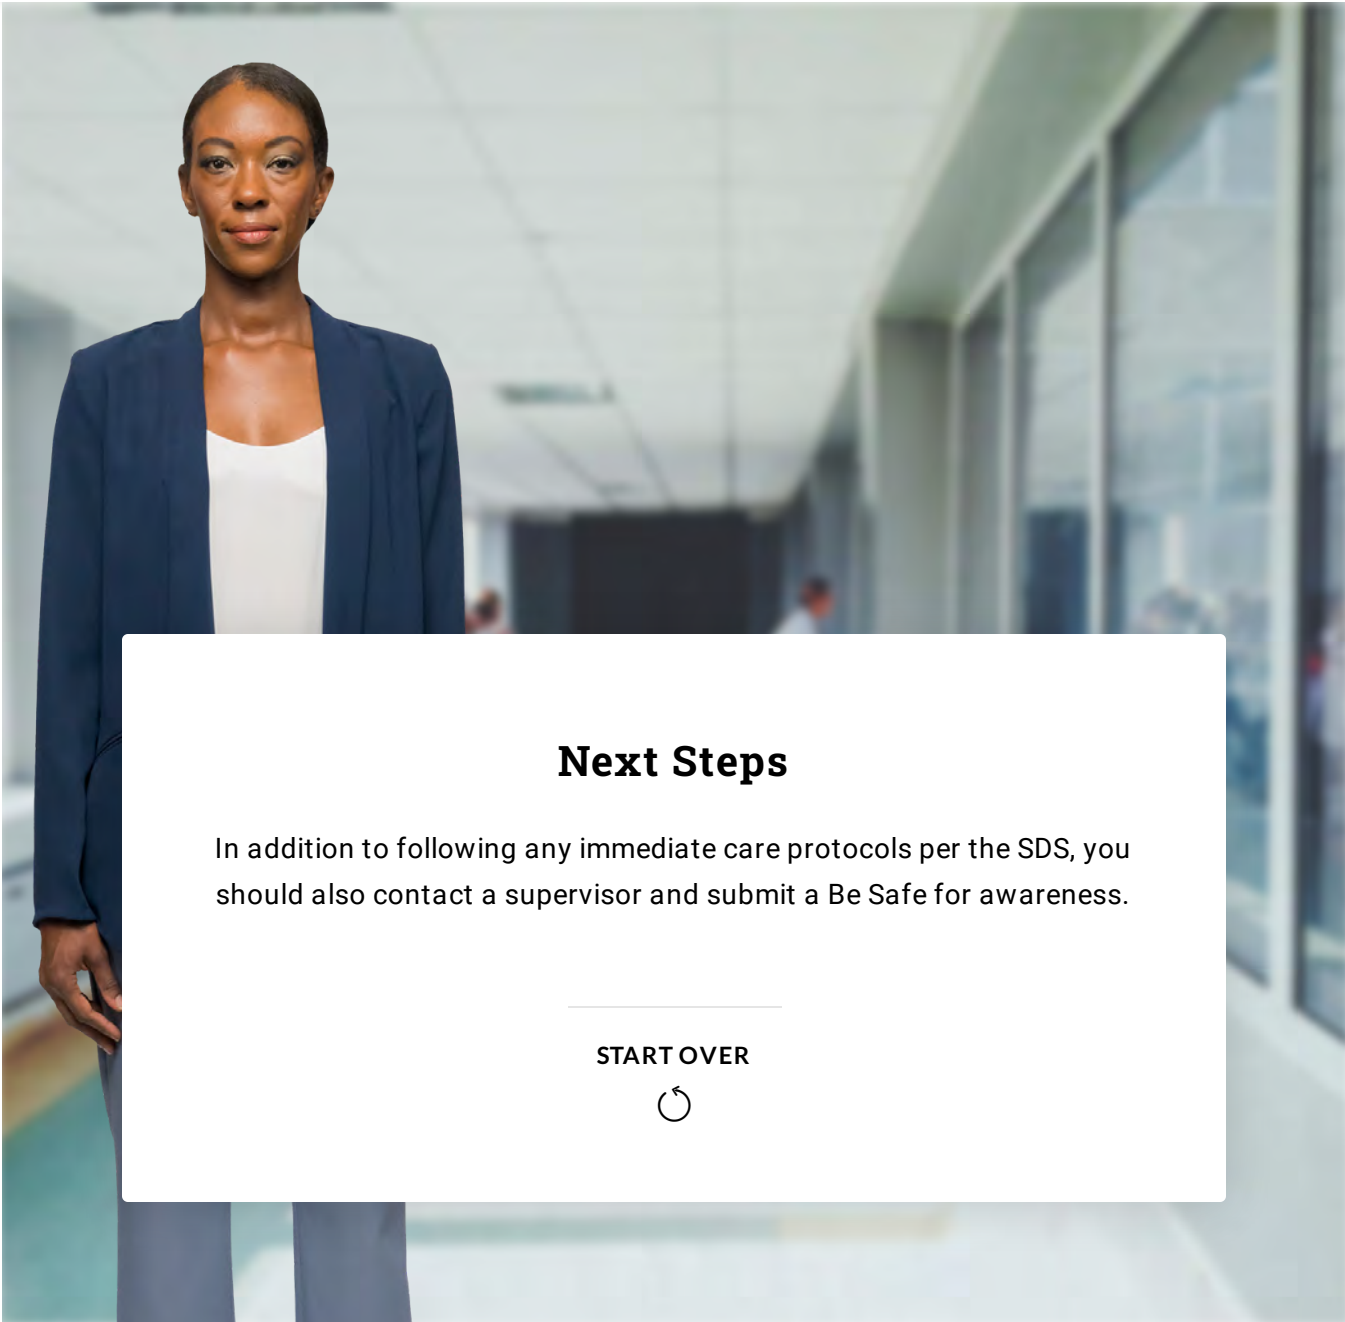 Next Steps
In addition to following any immediate care protocols per the SDS, you
should also contact a supervisor and submit a Be Safe for awareness.
START OVER